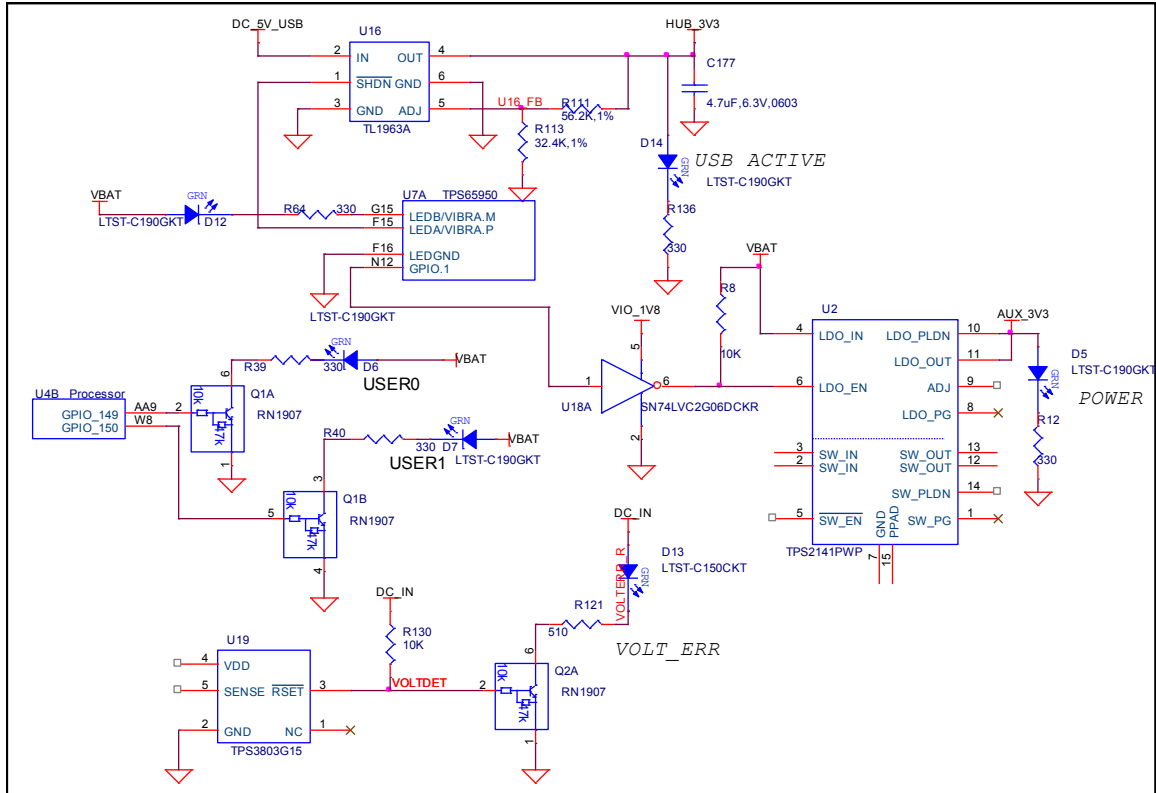 DC_5V_USB
U16
HUB_3V3
2 IN OUT 4
1 SHDN GND 6
3 GND ADJ 5
TL1963A
U16_FB
R111
56.2K,1%
R113
32.4K,1%
C177
4.7uF,6.3V,0603
D14
GRN
USB ACTIVE
LTST-C190GKT
R136
330
VBAT
GRN
LTST-C190GKT
D12
R64
330
U7A
TPS65950
G15 LEDB/VIBRA.M
F15 LEDA/VIBRA.P
F16 LEDGND
N12 GPIO.1
LTST-C190GKT
VIO_1V8
5
1
6
2
U18A
SN74LVC2G06DCKR
VBAT
R8
10K
U2
4 LDO_IN LDO_PLDN 10
LDO_OUT 11
6 LDO_EN ADJ 9
LDO_PG 8
3 SW_IN SW_OUT 13
2 SW_IN SW_OUT 12
SW_PLDN 14
5 SW_EN SW_PG 1
GND
PPAD
7
15
TPS2141PWP
AUX_3V3
D5
GRN
LTST-C190GKT
POWER
R12
330
U4B Processor
GPIO_149 AA9
GPIO_150 W8
R39
330
GRN
D6
VBAT
USER0
6
2
10k
47k
1
Q1A
RN1907
R40
330
GRN
D7
VBAT
LTST-C190GKT
USER1
3
5
10k
47k
4
Q1B
RN1907
DC_IN
VOLTERR_R
D13
LTST-C150CKT
GRN
R121
510
VOLT_ERR
DC_IN
R130
10K
U19
4 VDD
5 SENSE RSET 3
2 GND NC 1
TPS3803G15
VOLTDET
6
2
10k
47k
1
Q2A
RN1907